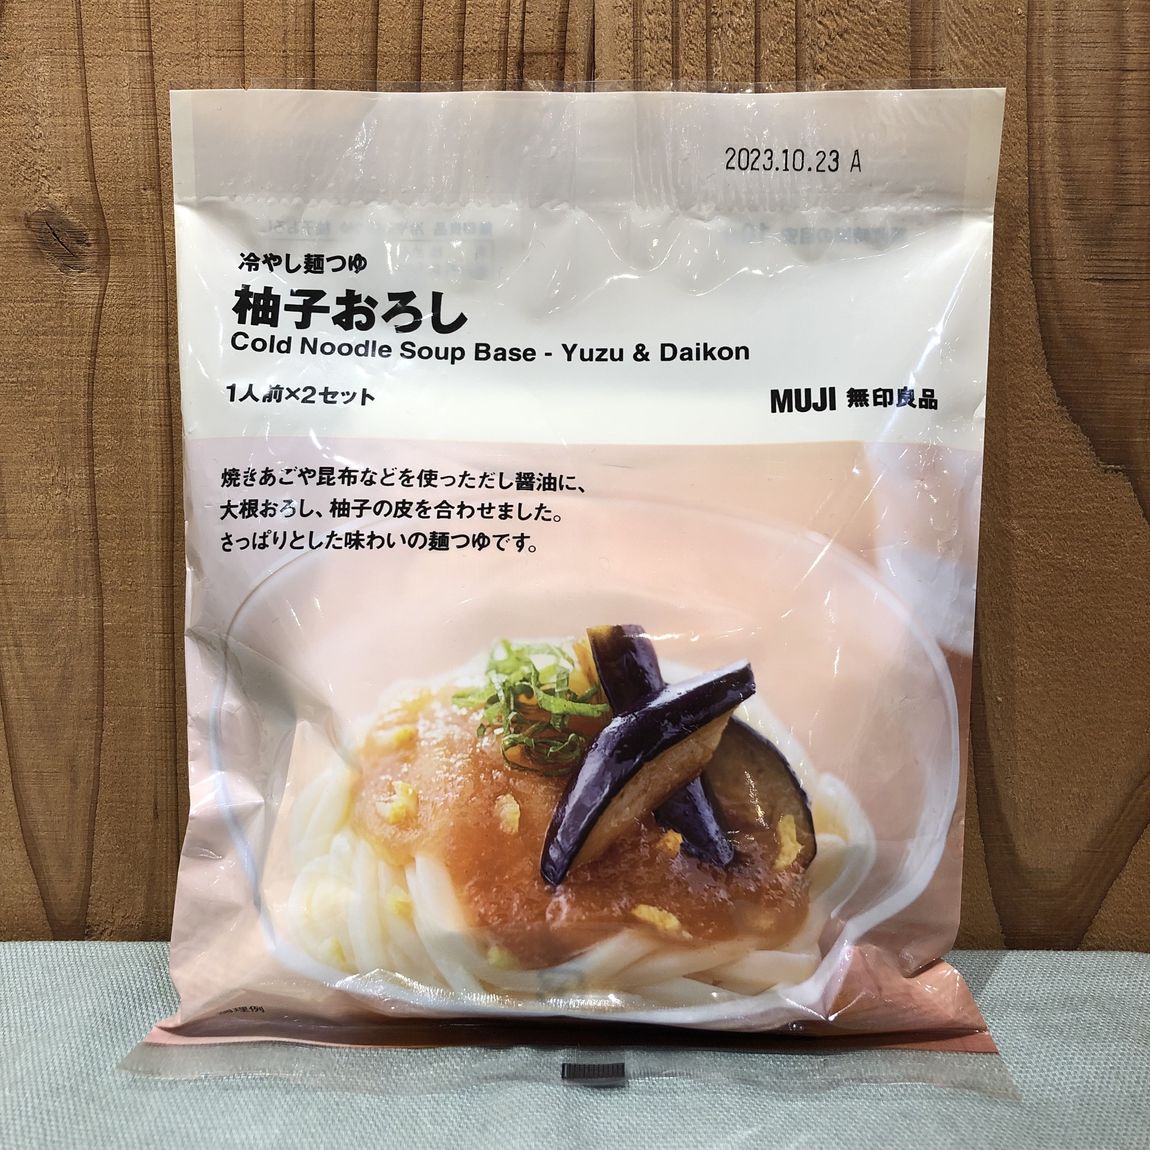 2023.10.23 A
冷やし麺つゆ
柚子おろし
Cold Noodle Soup Base - Yuzu & Daikon
1人前×2セット
MUJI 無印良品
焼きあごや昆布などを使っただし醤油に、
大根おろし、柚子の皮を合わせました。
さっぱりとした味わいの麺つゆです。
調理例